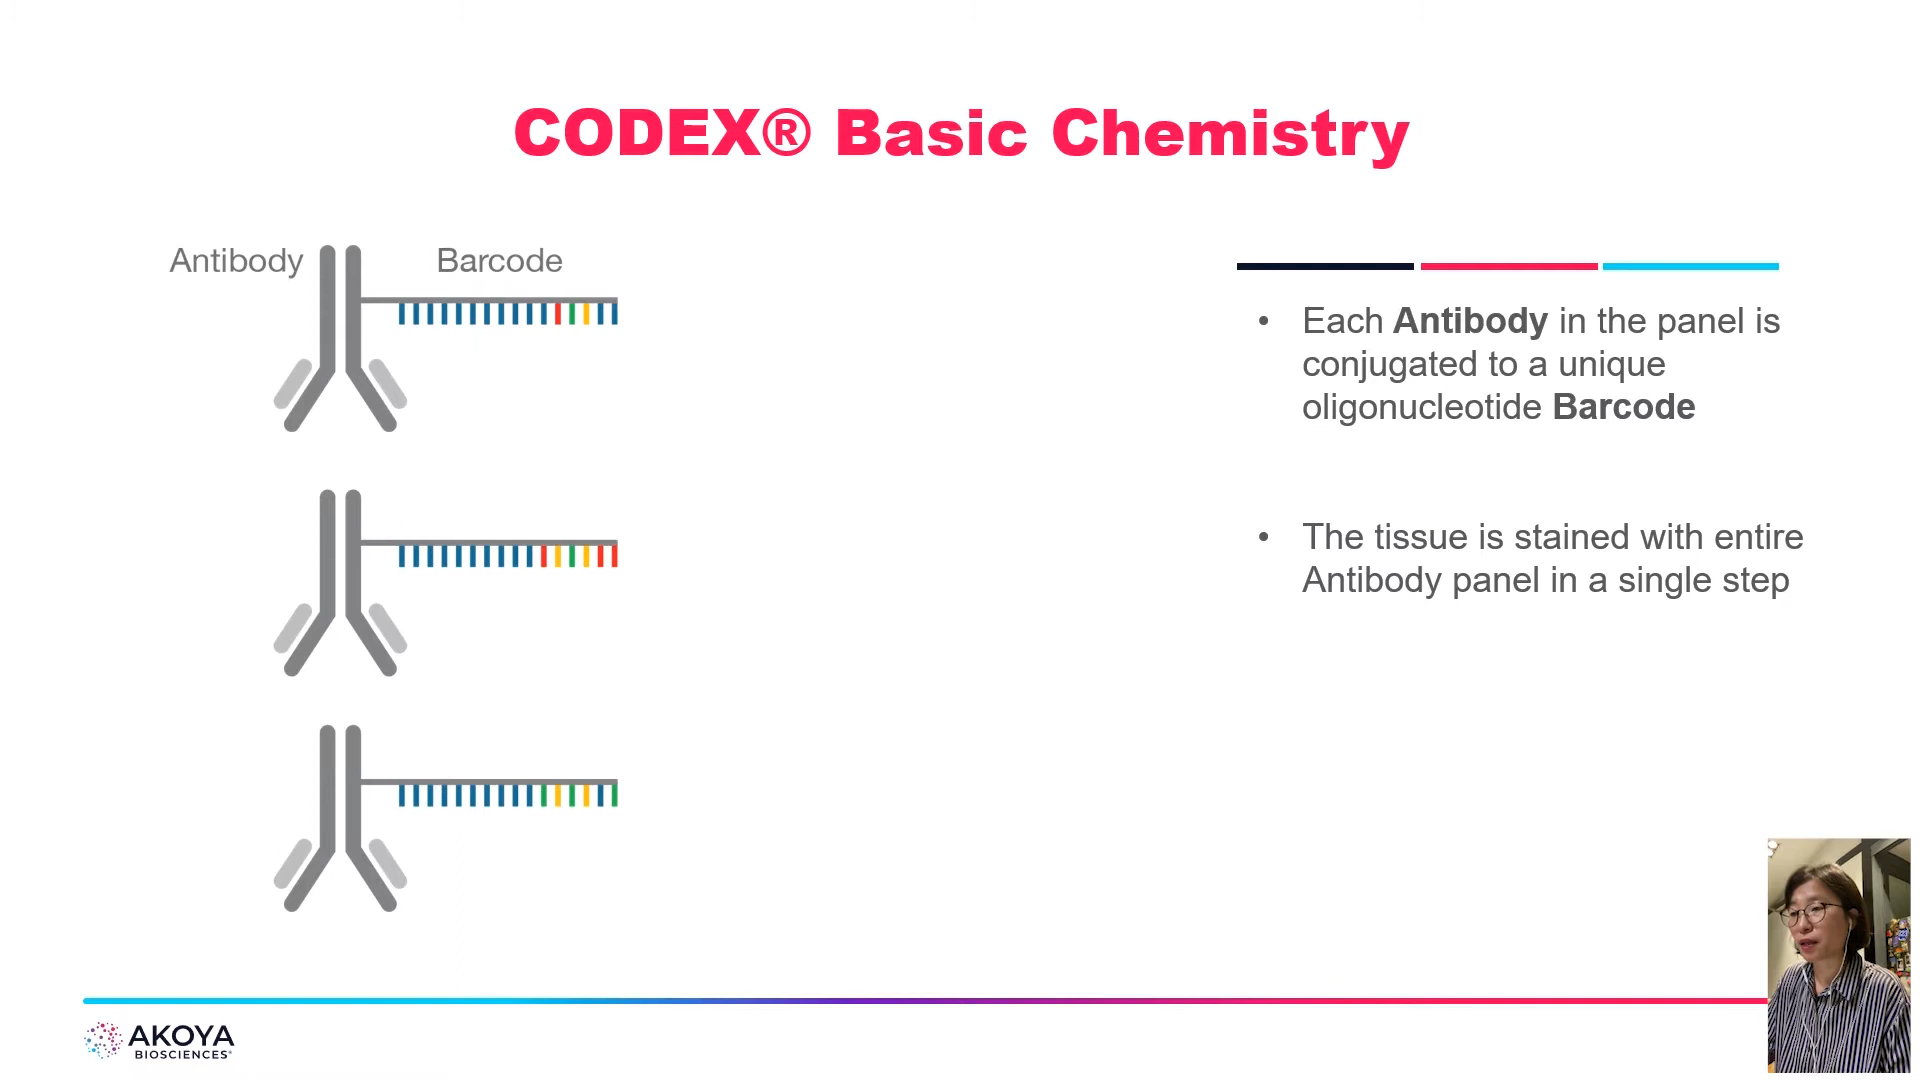 CODEX® Basic Chemistry
Antibody
Barcode
• Each Antibody in the panel is
conjugated to a unique
oligonucleotide Barcode
• The tissue is stained with entire
Antibody panel in a single step
AKOYA
BIOSCIENCES®